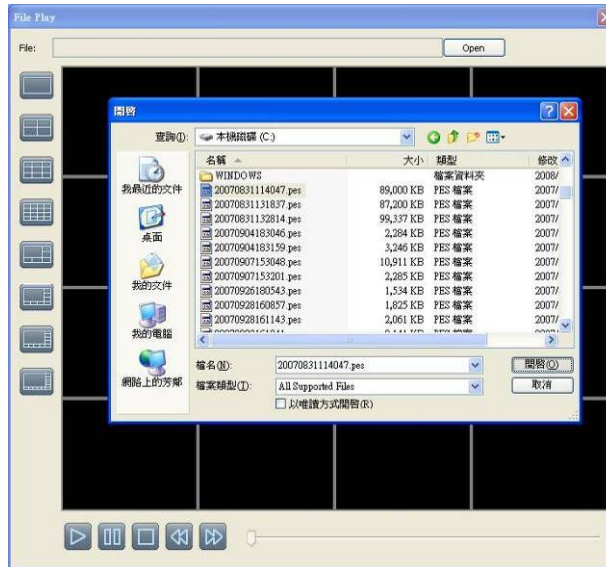 File Play
File: Open
開啓
查詢(I): 本機磁碟 (C:)
名稱 大小 類型 修改
WINDOWS 檔案資料夾 2008/
20070831114047.pes 89,000 KB PES 檔案 2007/
20070831131837.pes 87,200 KB PES 檔案 2007/
20070831132814.pes 99,337 KB PES 檔案 2007/
20070904183046.pes 2,284 KB PES 檔案 2007/
20070904183159.pes 3,246 KB PES 檔案 2007/
20070907153048.pes 10,911 KB PES 檔案 2007/
20070907153201.pes 2,285 KB PES 檔案 2007/
20070926180543.pes 1,534 KB PES 檔案 2007/
20070928160857.pes 1,825 KB PES 檔案 2007/
20070928161143.pes 2,061 KB PES 檔案 2007/
我最近的文件
桌面
我的文件
我的電腦
網路上的芳鄰
檔名(N): 20070831114047.pes 開啓(O)
檔案類型(T): All Supported Files 取消
以唯讀方式開啓(R)